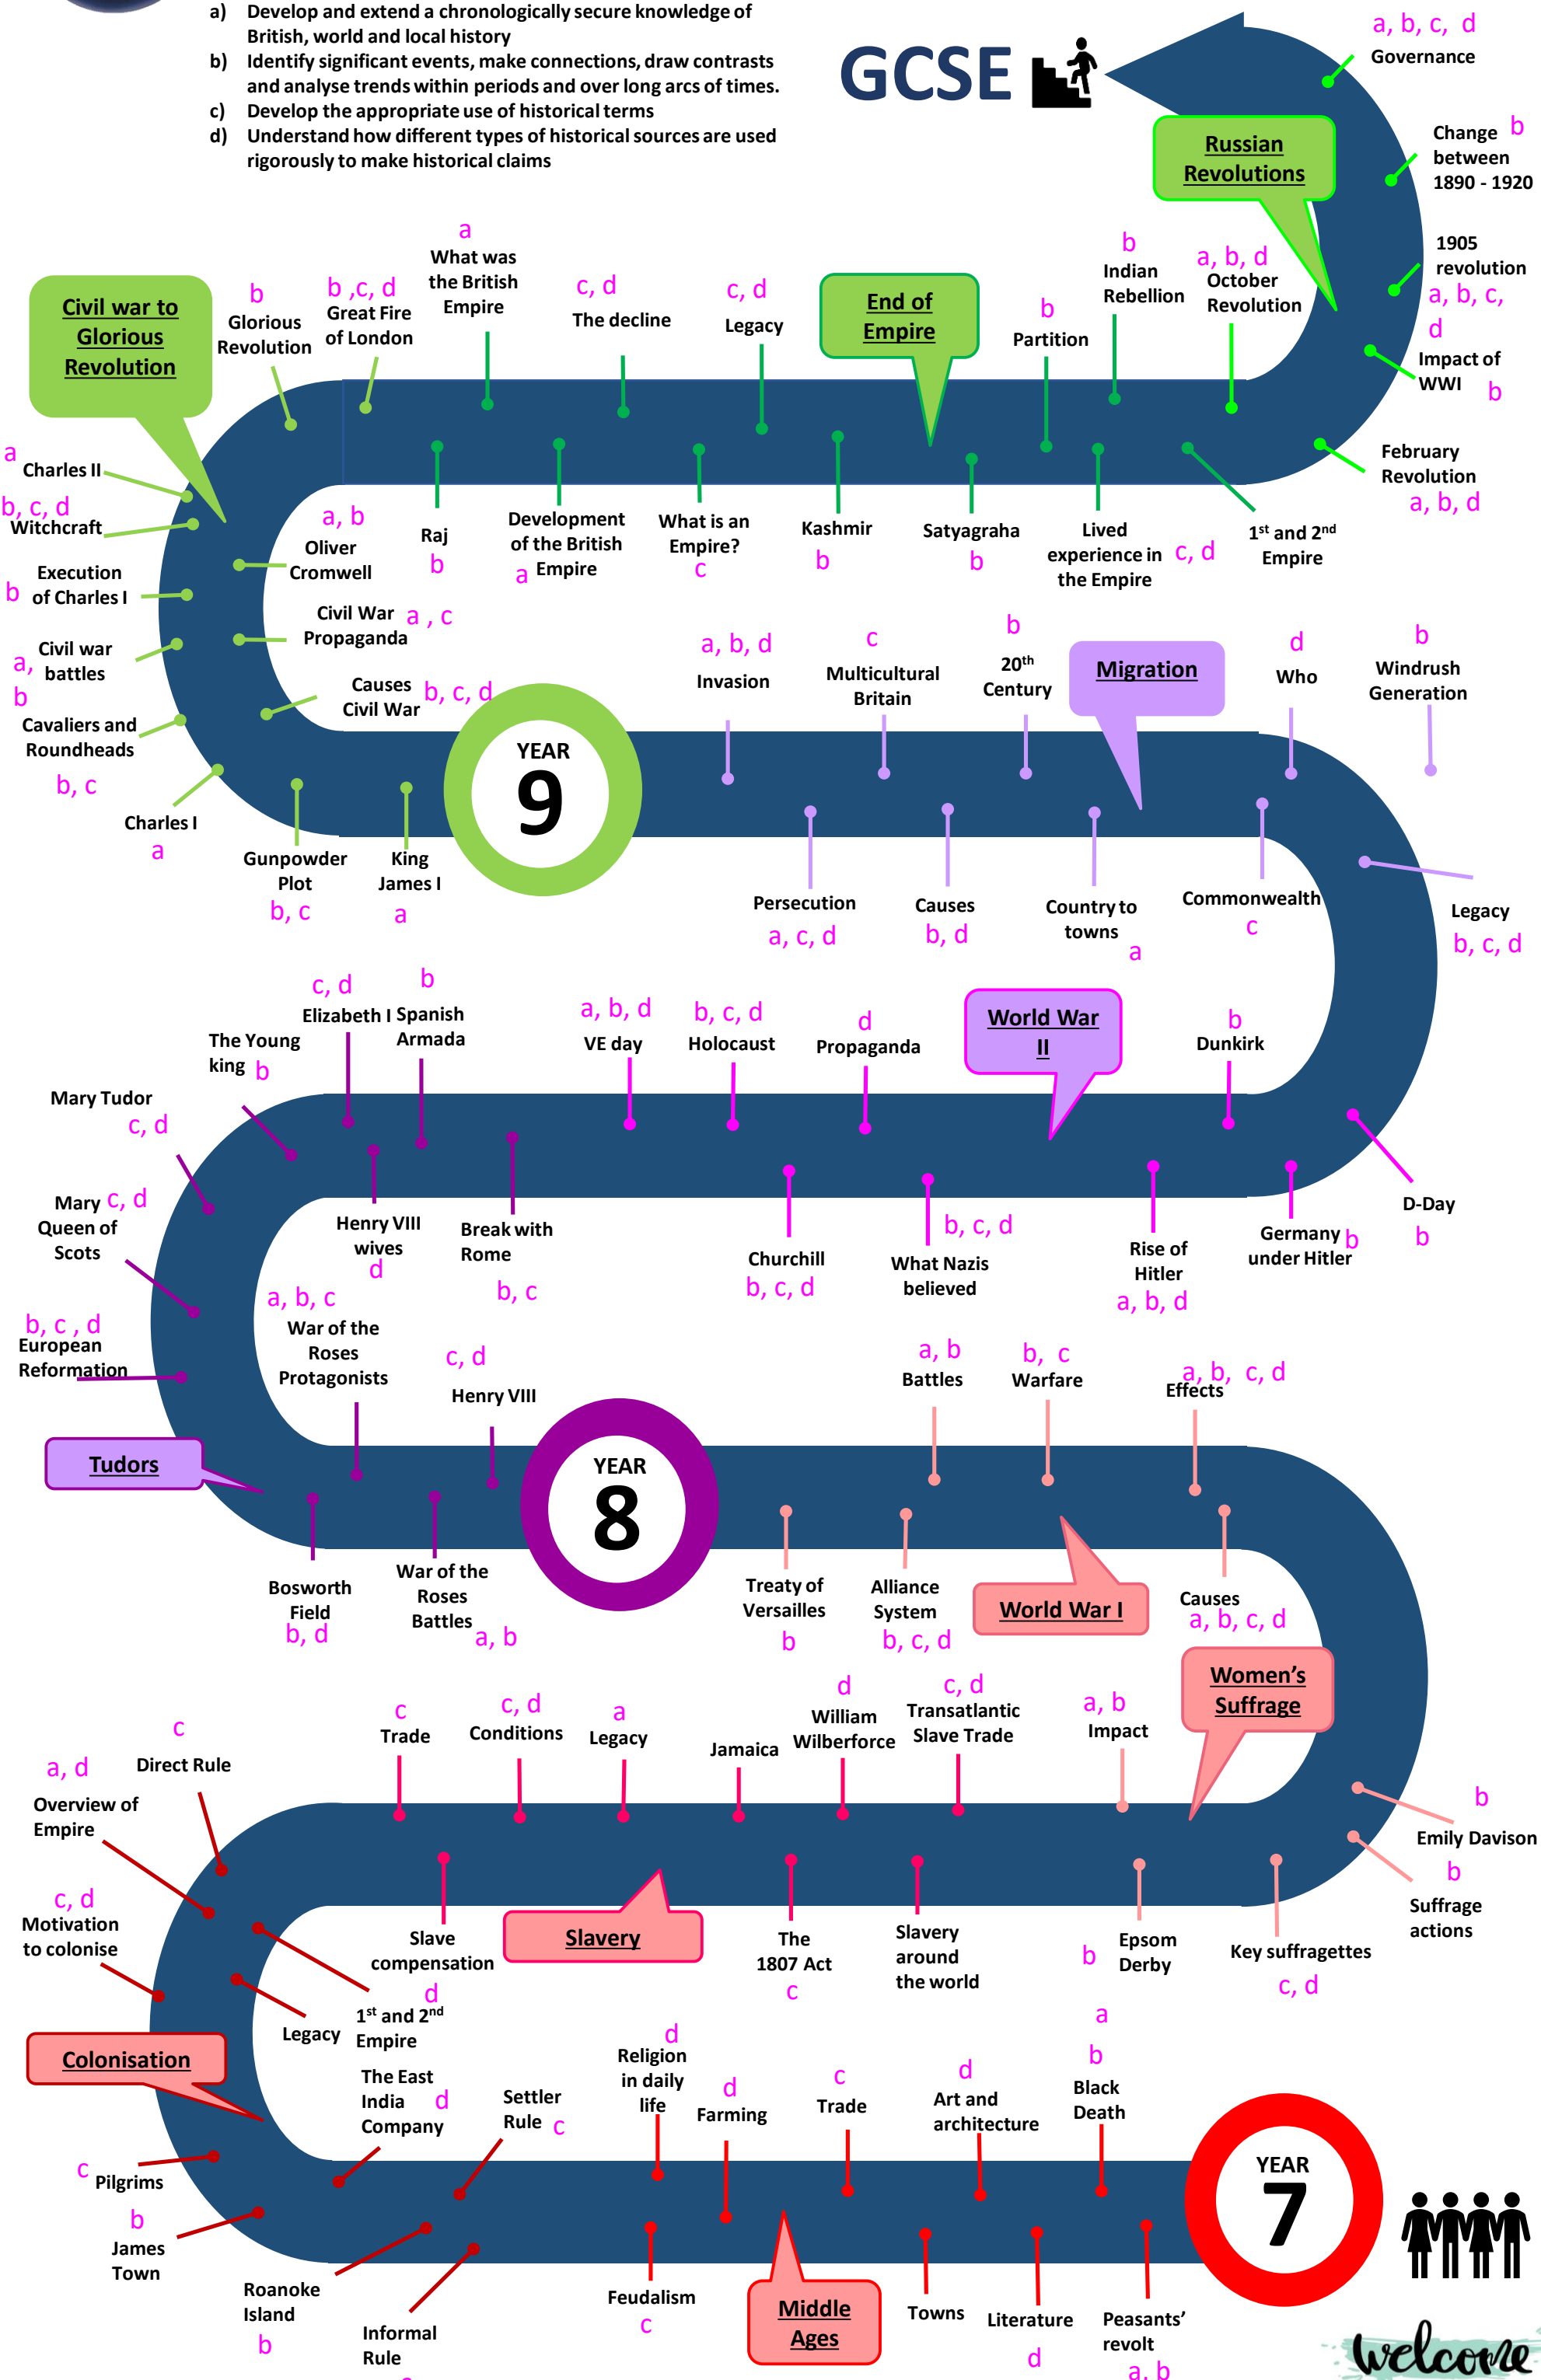 a) Develop and extend a chronologically secure knowledge of
British, world and local history
b) Identify significant events, make connections, draw contrasts
and analyse trends within periods and over long arcs of times.
c) Develop the appropriate use of historical terms
d) Understand how different types of historical sources are used
rigorously to make historical claims
GCSE
a, b, c, d
Governance
Russian
Revolutions
Change b
between
1890 - 1920
1905
revolution
a, b, c,
d
Impact of
WWI b
February
Revolution
a, b, d
a, b, d
October
Revolution
b
Indian
Rebellion
b
Partition
End of
Empire
c, d
Legacy
c, d
The decline
a
What was
the British
Empire
b ,c, d
Great Fire
of London
b
Glorious
Revolution
Civil war to
Glorious
Revolution
1st and 2nd
Empire
Lived
experience in
the Empire
c, d
Satyagraha
b
Kashmir
b
What is an
Empire?
c
Development
of the British
Empire
a
Raj
b
a
Charles II
b, c, d
Witchcraft
a, b
Oliver
Cromwell
Execution
of Charles I
b
Civil War
Propaganda
a , c
Civil war
battles
a,
b
Causes
Civil War
b, c, d
Cavaliers and
Roundheads
b, c
Charles I
a
Gunpowder
Plot
b, c
King
James I
a
YEAR
9
a, b, d
Invasion
c
Multicultural
Britain
b
20th
Century
Migration
d
Who
b
Windrush
Generation
Persecution
a, c, d
Causes
b, d
Country to
towns
a
Commonwealth
c
Legacy
b, c, d
c, d
Elizabeth I
b
Spanish
Armada
The Young
king b
Mary Tudor
c, d
a, b, d
VE day
b, c, d
Holocaust
d
Propaganda
World War
II
b
Dunkirk
D-Day
b
Germany
under Hitler
b
Rise of
Hitler
a, b, d
b, c, d
What Nazis
believed
Churchill
b, c, d
Break with
Rome
b, c
Henry VIII
wives
d
Mary c, d
Queen of
Scots
b, c , d
European
Reformation
a, b, c
War of the
Roses
Protagonists
c, d
Henry VIII
Tudors
Bosworth
Field
b, d
War of the
Roses
Battles
a, b
YEAR
8
a, b
Battles
b, c
Warfare
a, b, c, d
Effects
Treaty of
Versailles
b
Alliance
System
b, c, d
World War I
Causes
a, b, c, d
Women's
Suffrage
a, b
Impact
c, d
Transatlantic
Slave Trade
d
William
Wilberforce
Jamaica
a
Legacy
c, d
Conditions
c
Trade
c
Direct Rule
a, d
Overview of
Empire
b
Emily Davison
b
Suffrage
actions
Key suffragettes
c, d
b
Epsom
Derby
Slavery
around
the world
The
1807 Act
c
Slavery
Slave
compensation
d
c, d
Motivation
to colonise
1st and 2nd
Empire
Legacy
Colonisation
The East
India
Company
d
Settler
Rule c
d
Religion
in daily
life
d
Farming
c
Trade
d
Art and
architecture
a
b
Black
Death
YEAR
7
c
Pilgrims
b
James
Town
Roanoke
Island
b
Informal
Rule
Feudalism
c
Middle
Ages
Towns
Literature
d
Peasants'
revolt
a, b
welcome